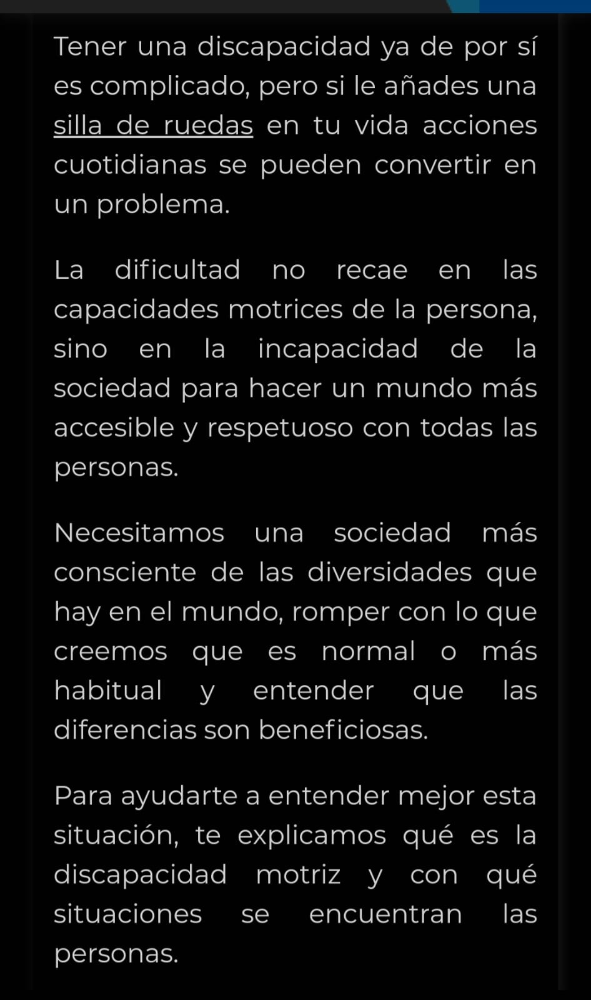 Tener una discapacidad ya de por sí
es complicado, pero si le añades una
silla de ruedas en tu vida acciones
cuotidianas se pueden convertir en
un problema.
La dificultad no recae en las
capacidades motrices de la persona,
sino en la incapacidad de la
sociedad para hacer un mundo más
accesible y respetuoso con todas las
personas.
Necesitamos una sociedad más
consciente de las diversidades que
hay en el mundo, romper con lo que
creemos que es normal o más
habitual y entender que las
diferencias son beneficiosas.
Para ayudarte a entender mejor esta
situación, te explicamos qué es la
discapacidad motriz y con qué
situaciones se encuentran las
personas.